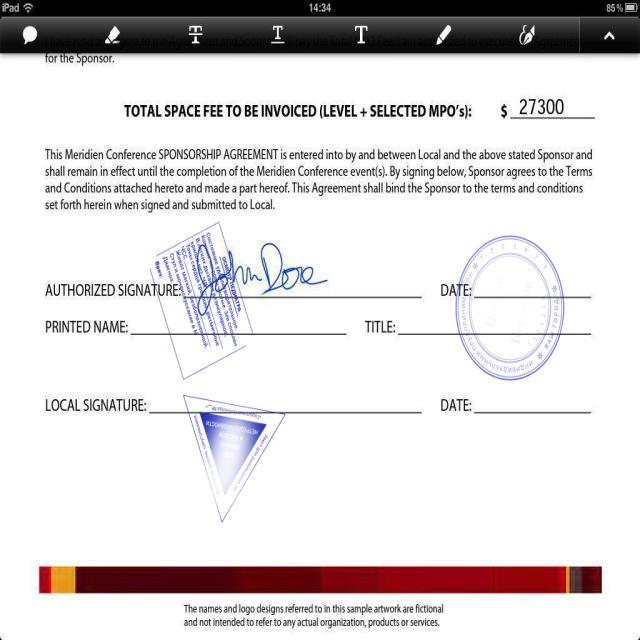 iPad 14:34 85%
for the Sponsor.
TOTAL SPACE FEE TO BE INVOICED (LEVEL + SELECTED MPO's): $ 27300
This Meridien Conference SPONSORSHIP AGREEMENT is entered into by and between Local and the above stated Sponsor and
shall remain in effect until the completion of the Meridien Conference event(s). By signing below, Sponsor agrees to the Terms
and Conditions attached hereto and made a part hereof. This Agreement shall bind the Sponsor to the terms and conditions
set forth herein when signed and submitted to Local.
John Doe
AUTHORIZED SIGNATURE: DATE:
PRINTED NAME: TITLE:
LOCAL SIGNATURE: DATE:
The names and logo designs referred to in this sample artwork are fictional
and not intended to refer to any actual organization, products or services.